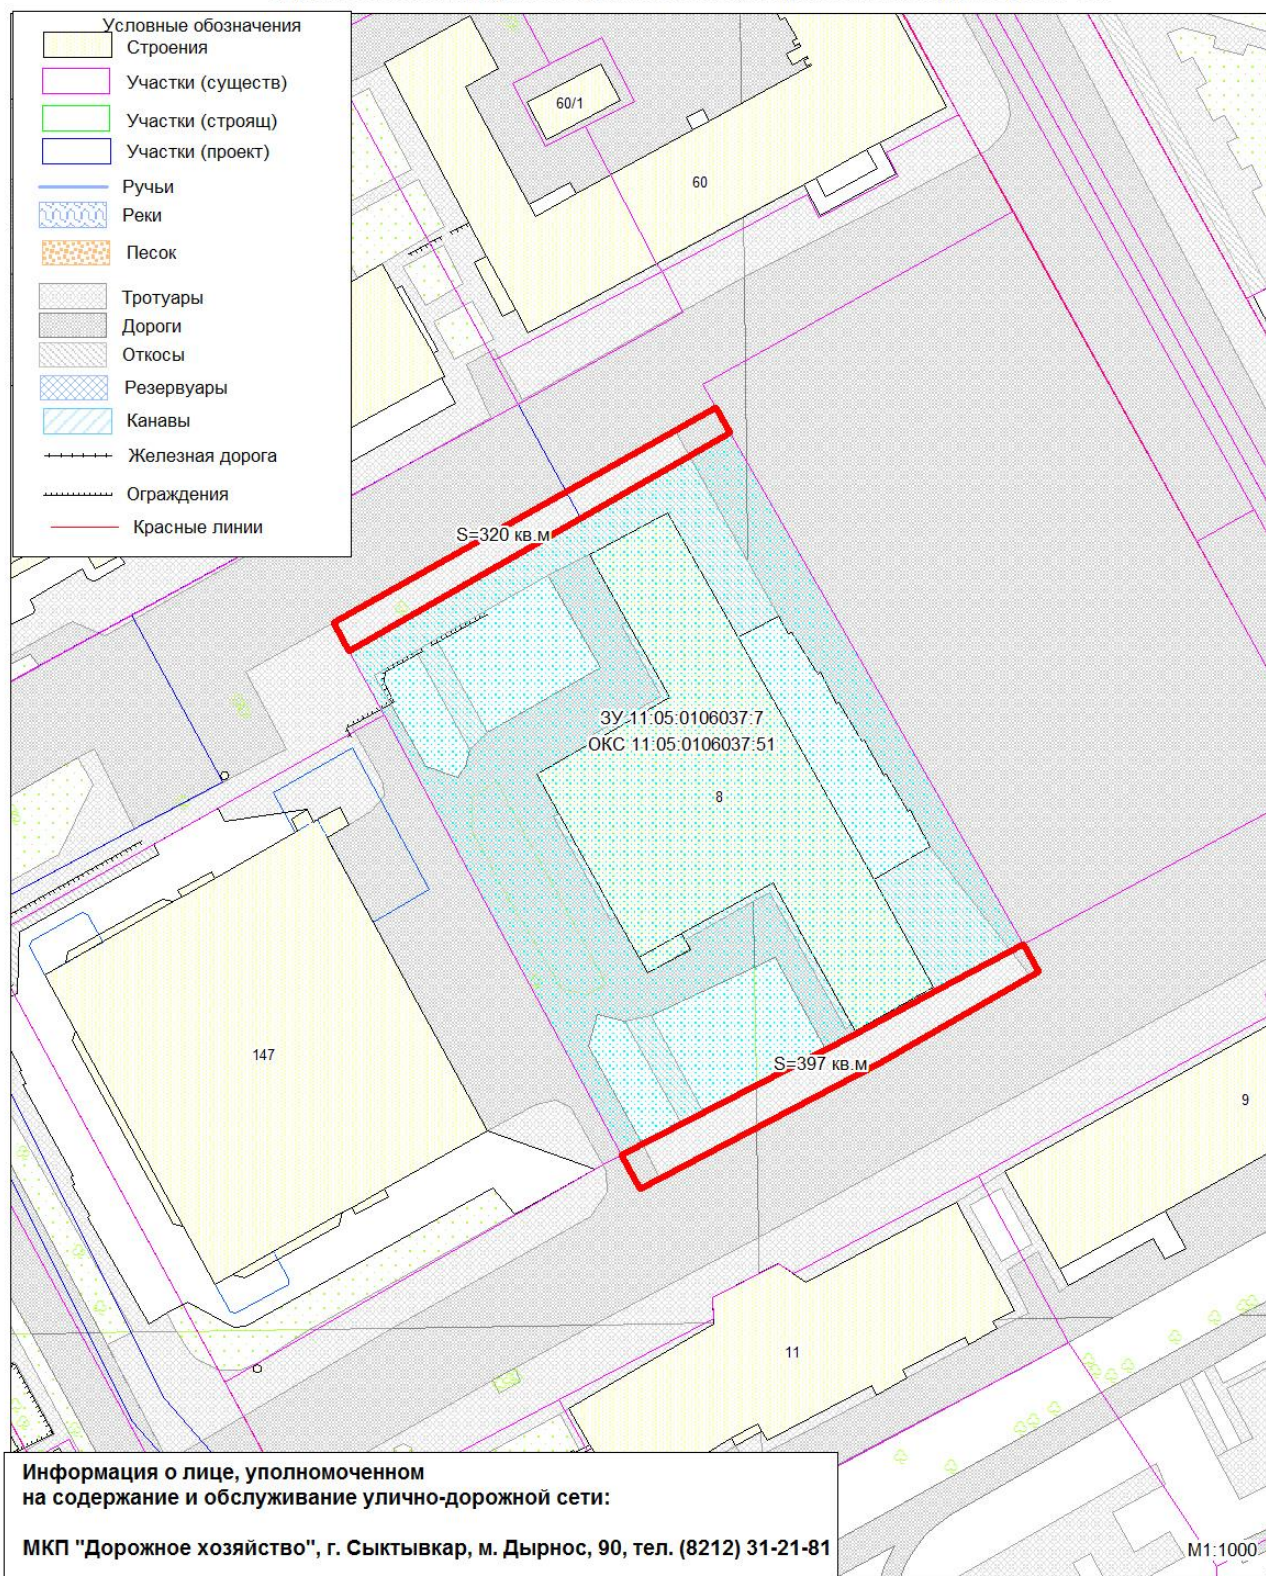 Условные обозначения
Строения
Участки (существ)
Участки (строящ)
Участки (проект)
Ручьи
Реки
Песок
Тротуары
Дороги
Откосы
Резервуары
Канавы
Железная дорога
Ограждения
Красные линии
60/1
60
S=320 кв.м
ЗУ 11:05:0106037:7
ОКС 11:05:0106037:51
8
147
S=397 кв.м
9
11
Информация о лице, уполномоченном
на содержание и обслуживание улично-дорожной сети:
МКП "Дорожное хозяйство", г. Сыктывкар, м. Дырнос, 90, тел. (8212) 31-21-81
М1:1000